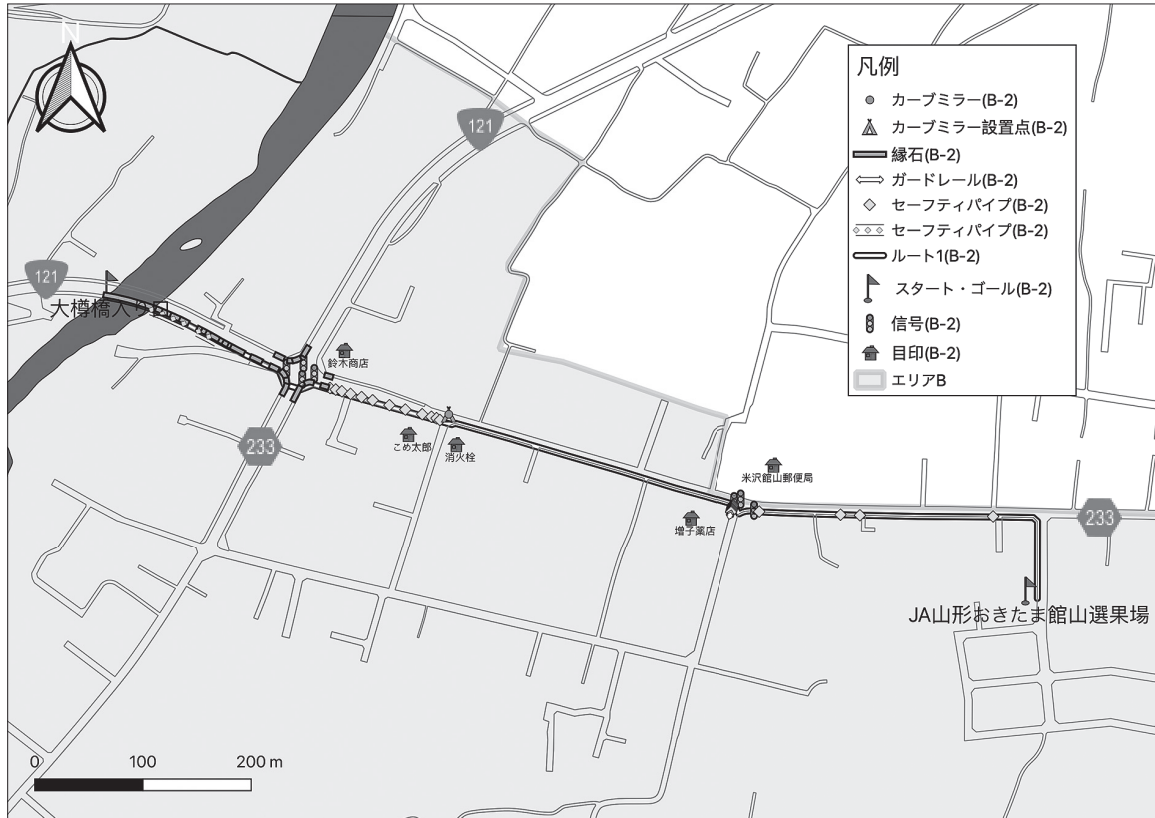 N
121
凡例
カーブミラー(B-2)
カーブミラー設置点(B-2)
縁石(B-2)
ガードレール(B-2)
セーフティパイプ(B-2)
セーフティパイプ(B-2)
ルート1(B-2)
スタート・ゴール(B-2)
信号(B-2)
目印(B-2)
エリアB
121
大樽橋入り口
鈴木商店
233
こめ太郎
消火栓
米沢館山郵便局
増子薬店
233
JA山形おきたま館山選果場
0 100 200 m